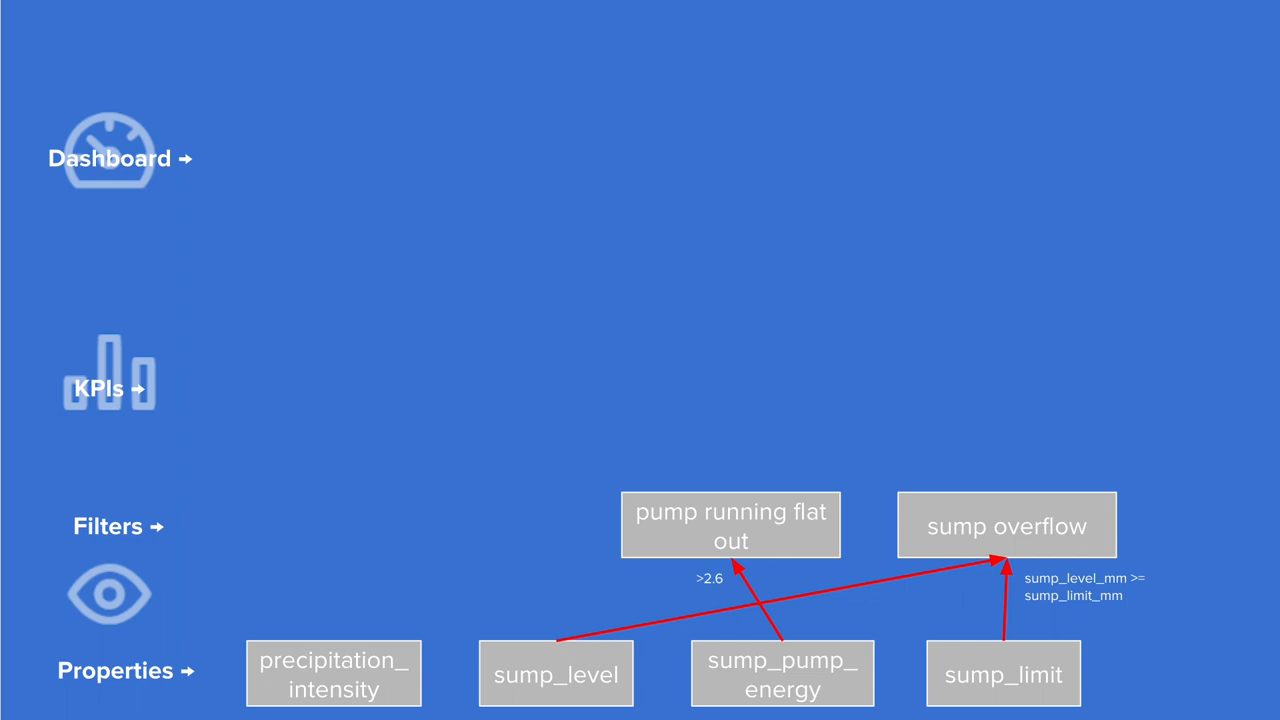 Dashboard →
KPIs →
Filters →
pump running flat
out
sump overflow
>2.6
sump_level_mm >=
sump_limit_mm
Properties →
precipitation_
intensity
sump_level
sump_pump_
energy
sump_limit